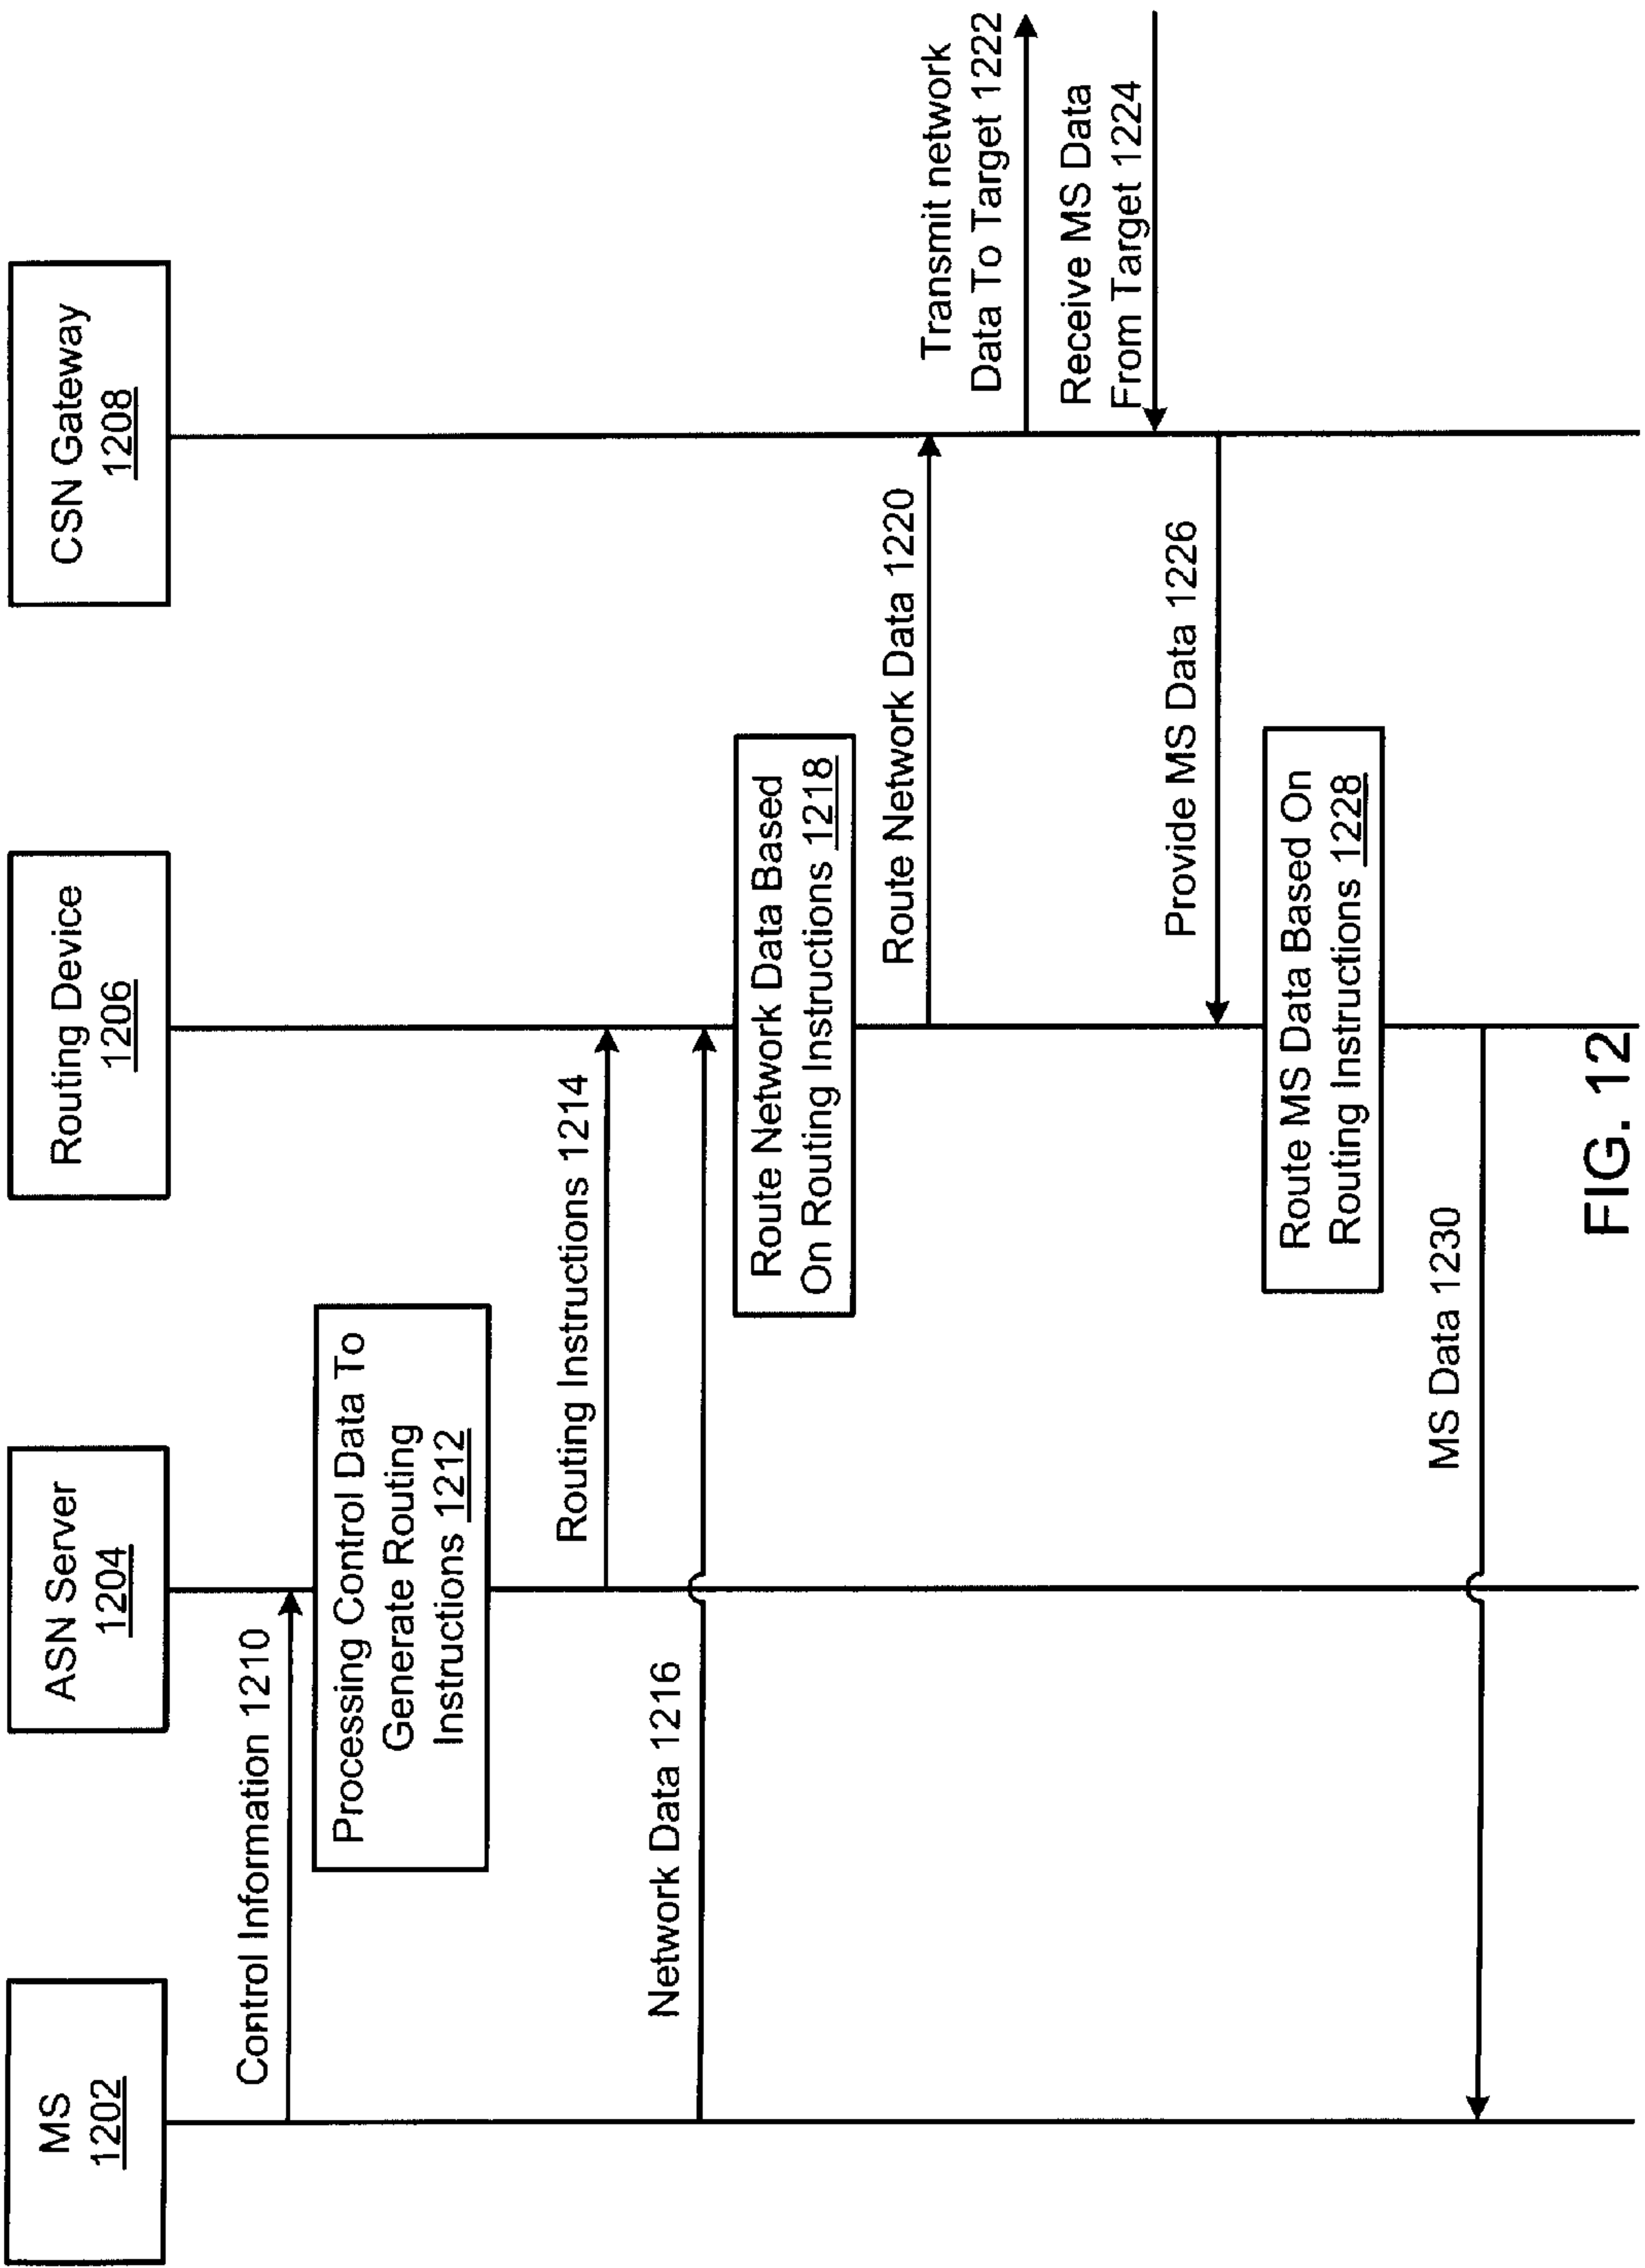 MS
1202
ASN Server
1204
Routing Device
1206
CSN Gateway
1208
Control Information 1210
Processing Control Data To
Generate Routing
Instructions 1212
Routing Instructions 1214
Network Data 1216
Route Network Data Based
On Routing Instructions 1218
Route Network Data 1220
Transmit network
Data To Target 1222
Receive MS Data
From Target 1224
Provide MS Data 1226
Route MS Data Based On
Routing Instructions 1228
MS Data 1230
FIG. 12